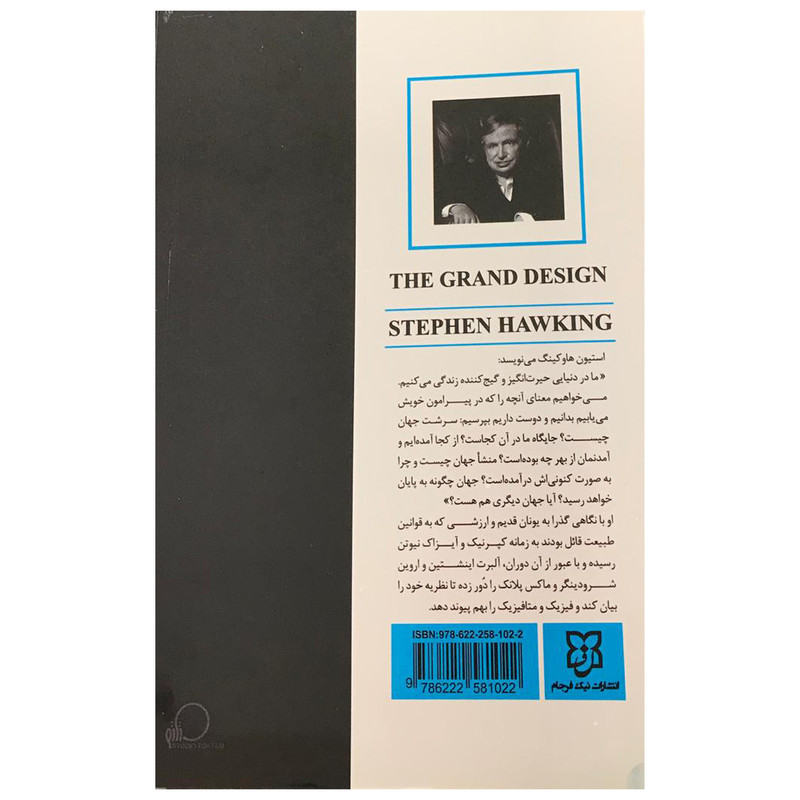 THE GRAND DESIGN
STEPHEN HAWKING
استیون هاوکینگ می‌نویسد:
«ما در دنیایی حیرت‌انگیز و گیج‌کننده زندگی می‌کنیم.
می‌خواهیم معنای آنچه را که در پیرامون خویش
می‌یابیم بدانیم و دوست داریم بپرسیم: سرشت جهان
چیست؟ جایگاه ما در آن کجاست؟ از کجا آمده‌ایم و
آمدنمان از بهر چه بوده‌است؟ منشأ جهان چیست و چرا
به صورت کنونی‌اش درآمده‌است؟ جهان چگونه به پایان
خواهد رسید؟ آیا جهان دیگری هم هست؟»
او با نگاهی گذرا به یونان قدیم و ارزشی که به قوانین
طبیعت قائل بودند به زمانه کپرنیک و آیزاک نیوتن
رسیده و با عبور از آن دوران، آلبرت اینشتین و اروین
شرودینگر و ماکس پلانک را دُور زده تا نظریه خود را
بیان کند و فیزیک و متافیزیک را بهم پیوند دهد.
ISBN:978-622-258-102-2
9 786222 581022
انتشارات نیک فرجام